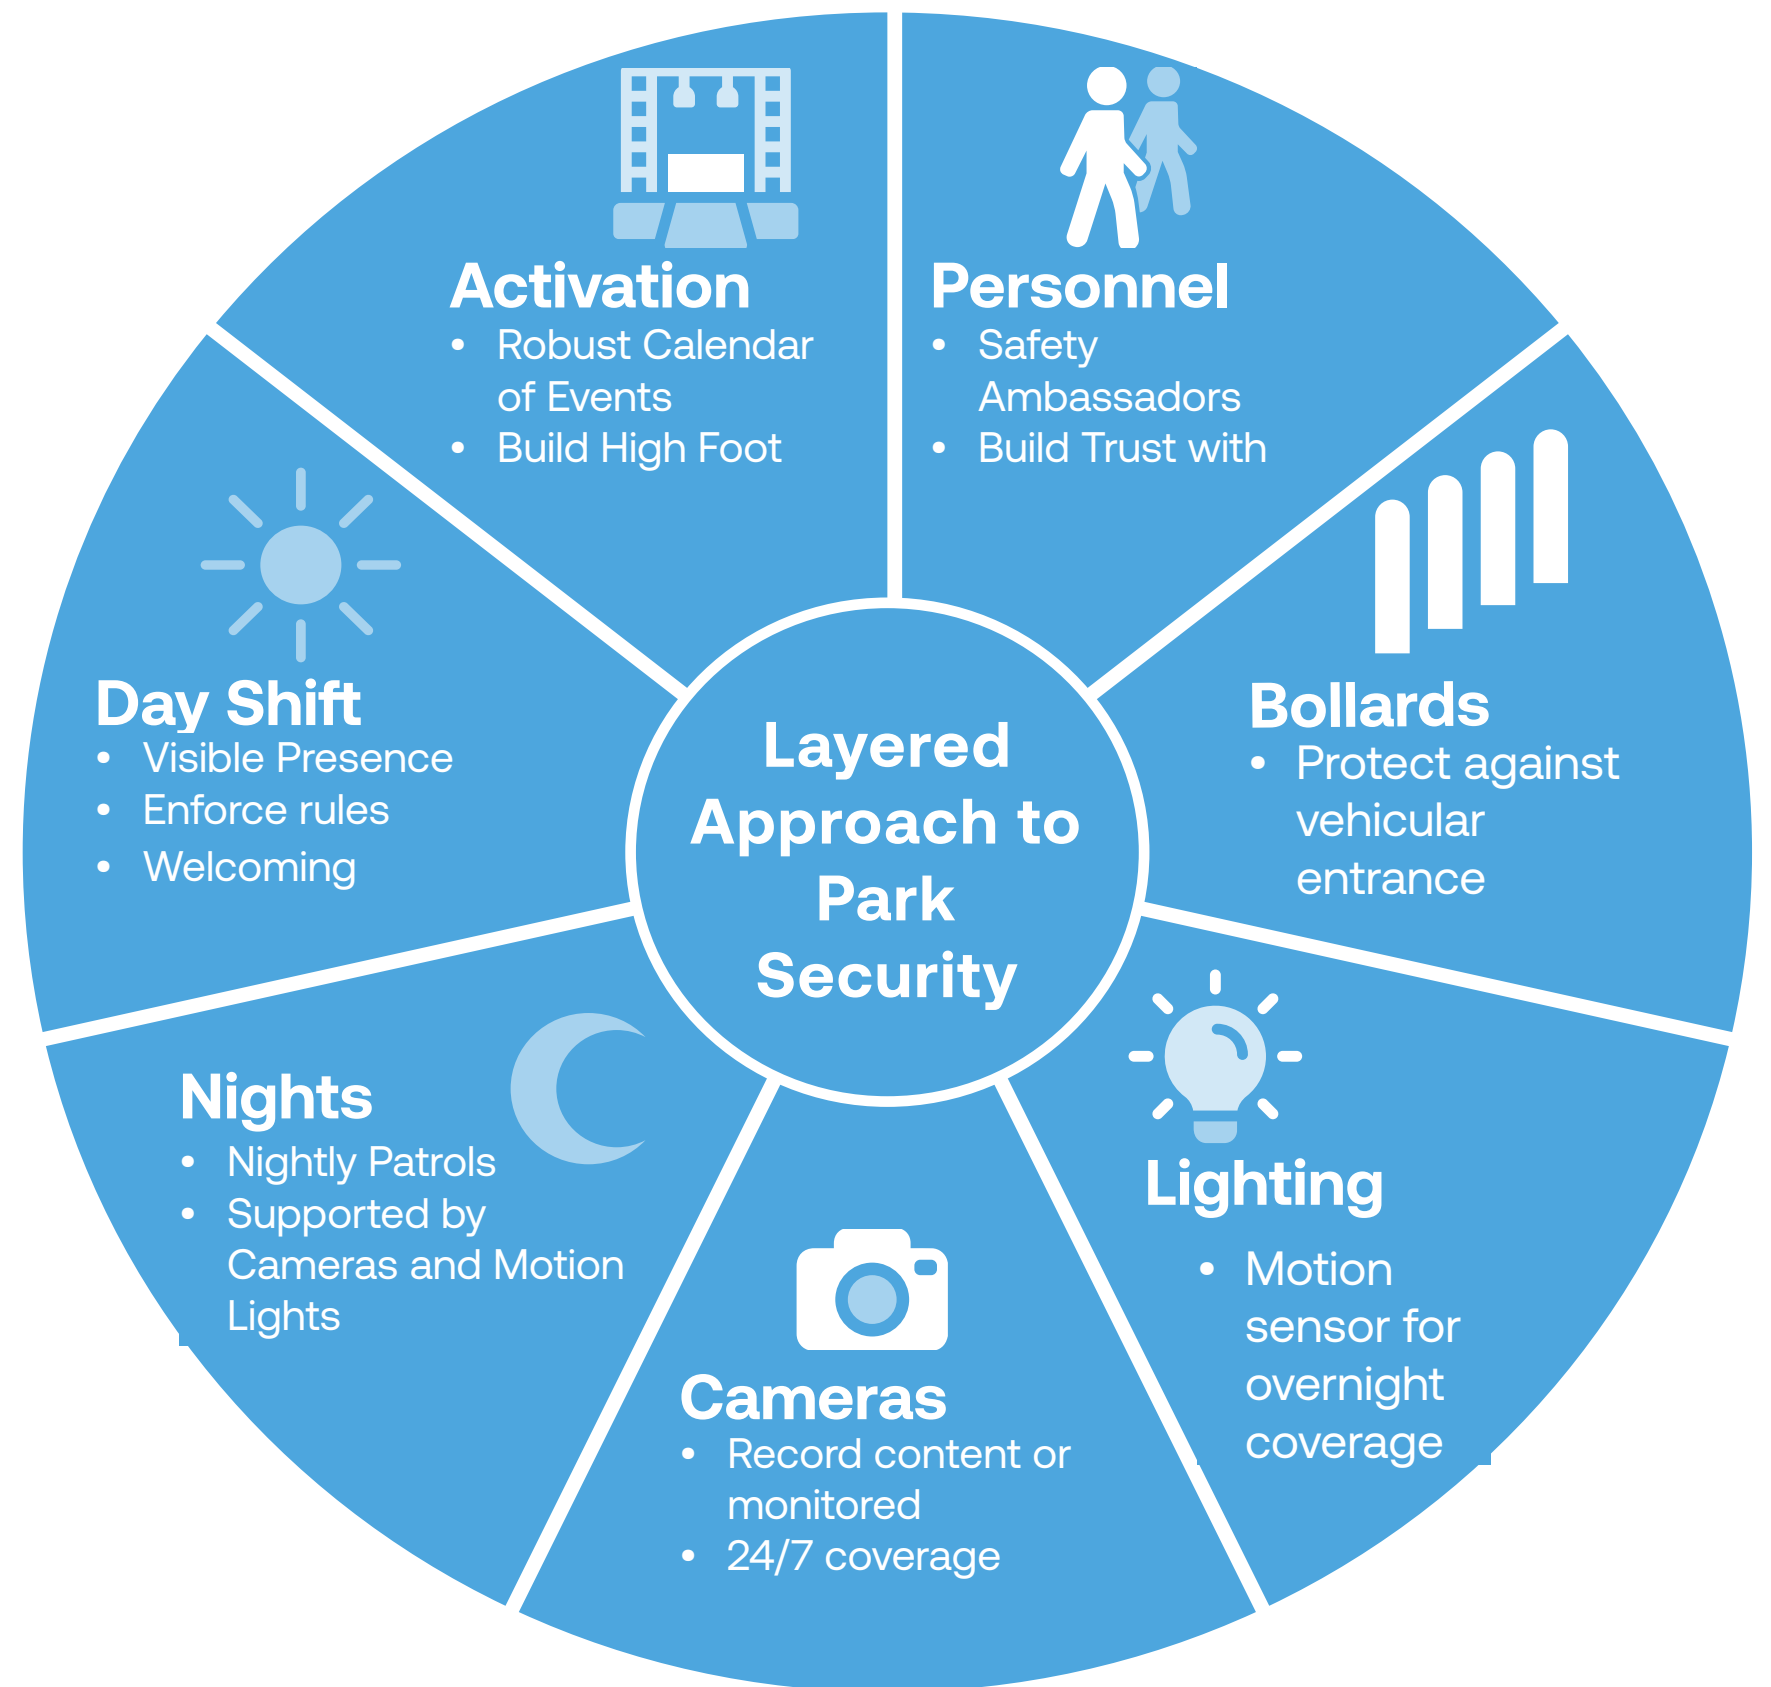 Activation
• Robust Calendar
of Events
• Build High Foot
Personnel
• Safety
Ambassadors
• Build Trust with
Bollards
• Protect against
vehicular
entrance
Lighting
• Motion
sensor for
overnight
coverage
Cameras
• Record content or
monitored
• 24/7 coverage
Nights
• Nightly Patrols
• Supported by
Cameras and Motion
Lights
Day Shift
• Visible Presence
• Enforce rules
• Welcoming
Layered
Approach to
Park
Security